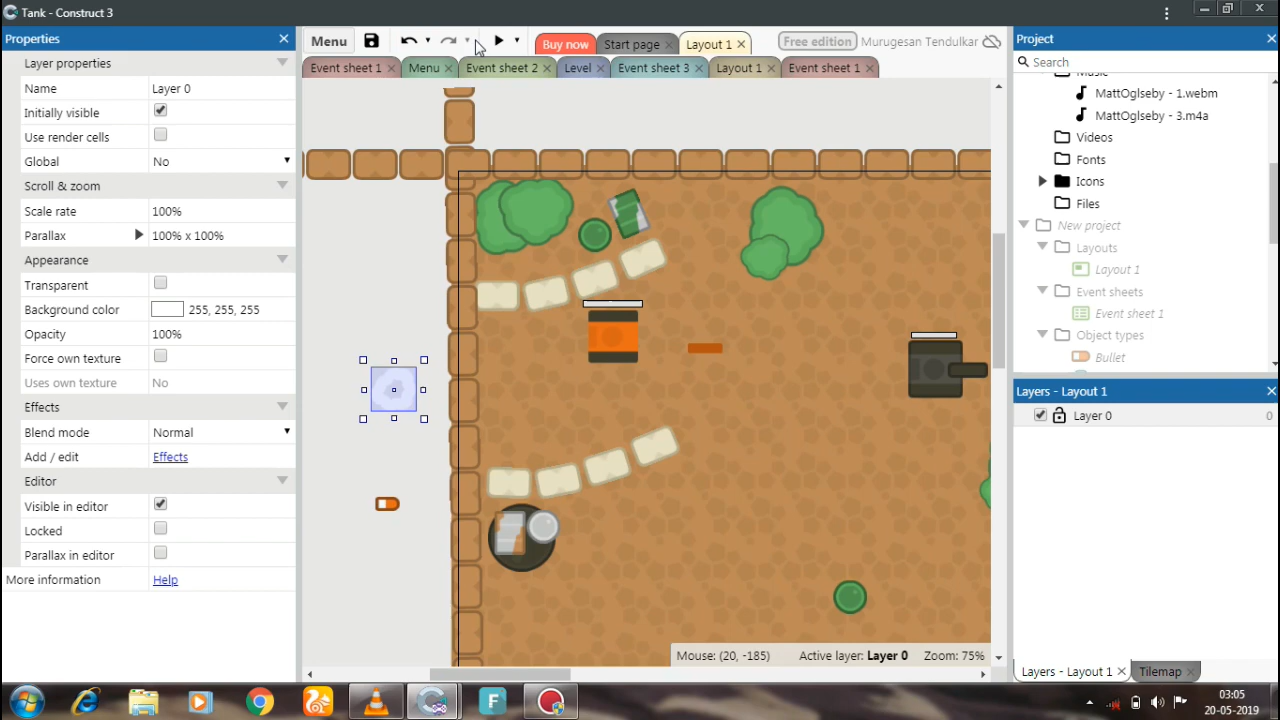 Tank - Construct 3
Properties
Layer properties
Name Layer 0
Initially visible
Use render cells
Global No
Scroll & zoom
Scale rate 100%
Parallax 100% x 100%
Appearance
Transparent
Background color 255, 255, 255
Opacity 100%
Force own texture
Uses own texture No
Effects
Blend mode Normal
Add / edit Effects
Editor
Visible in editor
Locked
Parallax in editor
More information Help
Menu
Buy now Start page Layout 1
Free edition Murugesan Tendulkar
Event sheet 1 Menu Event sheet 2 Level Event sheet 3 Layout 1 Event sheet 1
Mouse: (20, -185) Active layer: Layer 0 Zoom: 75%
Project
Search
Music
MattOglseby - 1.webm
MattOglseby - 3.m4a
Videos
Fonts
Icons
Files
New project
Layouts
Layout 1
Event sheets
Event sheet 1
Object types
Bullet
Layers - Layout 1
Layer 0 0
Layers - Layout 1 Tilemap
F
03:05
20-05-2019